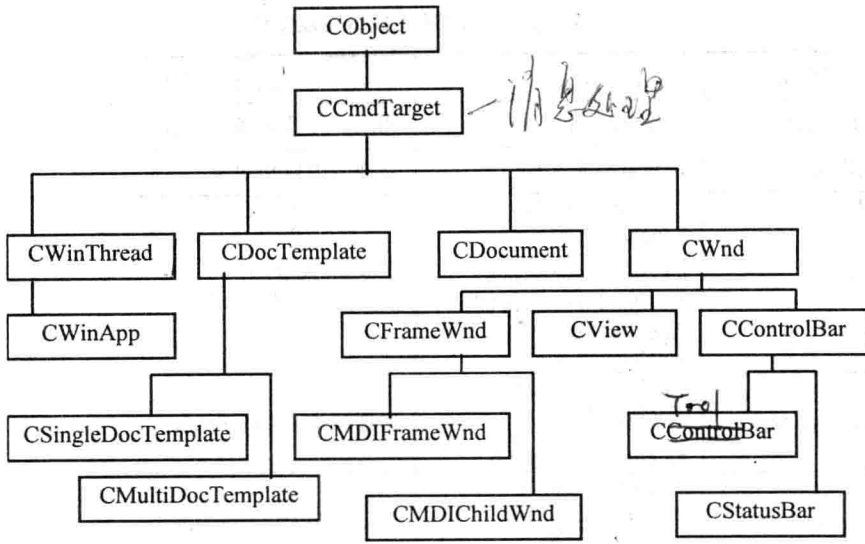 CObject
CCmdTarget
消息处理
CWinThread
CDocTemplate
CDocument
CWnd
CWinApp
CFrameWnd
CView
CControlBar
Tool
CSingleDocTemplate
CMDIFrameWnd
CControlBar
CMultiDocTemplate
CMDIChildWnd
CStatusBar